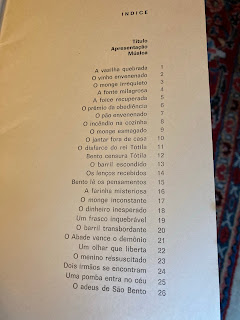 ÍNDICE
Título
Apresentação
Música
A vasilha quebrada 1
O vinho envenenado 2
O monge irrequieto 3
A fonte milagrosa 4
A foice recuperada 5
O prémio da obediência 6
O pão envenenado 7
O incêndio na cozinha 8
O monge esmagado 9
O jantar fora de casa 10
O disfarce do rei Tótila 11
Bento censura Tótila 12
O barril escondido 13
Os lenços recebidos 14
Bento lê os pensamentos 15
A farinha misteriosa 16
O monge inconstante 17
O dinheiro inesperado 18
Um frasco inquebrável 19
O barril transbordante 20
O Abade vence o demônio 21
Um olhar que liberta 22
O menino ressuscitado 23
Dois irmãos se encontram 24
Uma pomba entra no céu 25
O adeus de São Bento 26